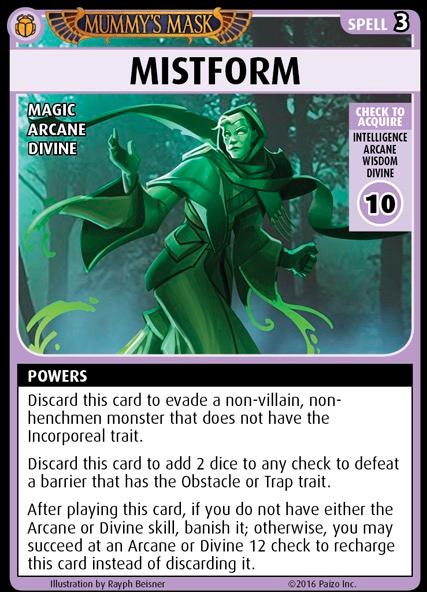 MUMMY'S MASK
SPELL 3
MISTFORM
MAGIC
ARCANE
DIVINE
CHECK TO
ACQUIRE
INTELLIGENCE
ARCANE
WISDOM
DIVINE
10
POWERS
Discard this card to evade a non-villain, non-
henchmen monster that does not have the
Incorporeal trait.
Discard this card to add 2 dice to any check to defeat
a barrier that has the Obstacle or Trap trait.
After playing this card, if you do not have either the
Arcane or Divine skill, banish it; otherwise, you may
succeed at an Arcane or Divine 12 check to recharge
this card instead of discarding it.
Illustration by Rayph Beisner ©2016 Paizo Inc.